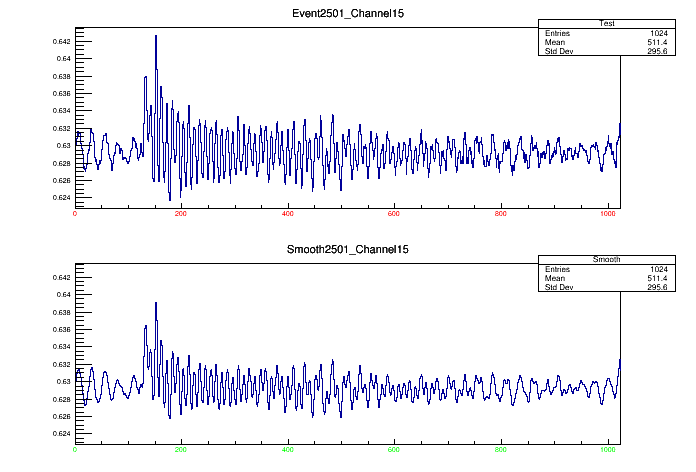 Event2501_Channel15
Test
Entries 1024
Mean 511.4
Std Dev 295.6
0.642
0.64
0.638
0.636
0.634
0.632
0.63
0.628
0.626
0.624
0 200 400 600 800 1000
Smooth2501_Channel15
Smooth
Entries 1024
Mean 511.4
Std Dev 295.6
0.642
0.64
0.638
0.636
0.634
0.632
0.63
0.628
0.626
0.624
0 200 400 600 800 1000